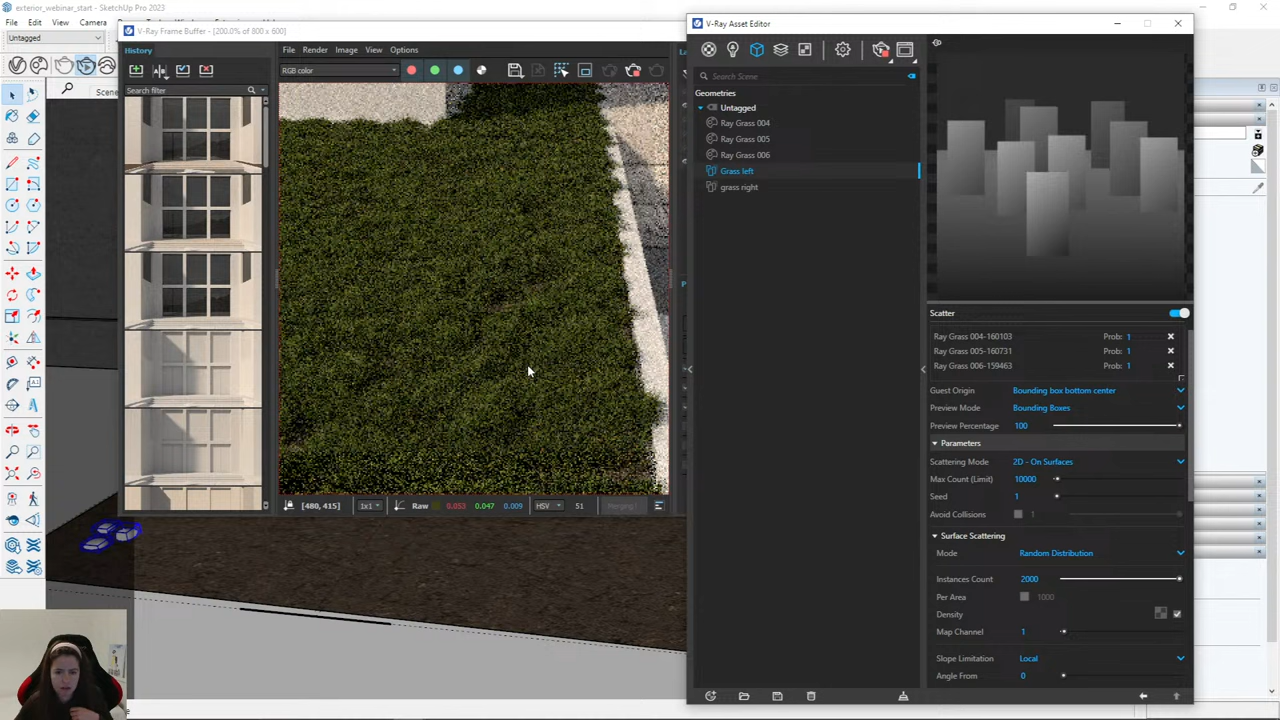 exterior_webinar_start - SketchUp Pro 2023
File Edit View Camera
Untagged
Scene
V-Ray Frame Buffer - [200.0% of 800 x 600]
History
File Render Image View Options
RGB color
Search filter
[480, 415] 1x1 Raw 0.053 0.047 0.009 HSV 51
V-Ray Asset Editor
Search Scene
Geometries
Untagged
Ray Grass 004
Ray Grass 005
Ray Grass 006
Grass left
grass right
Scatter
Ray Grass 004-160103 Prob: 1
Ray Grass 005-160731 Prob: 1
Ray Grass 006-159463 Prob: 1
Guest Origin Bounding box bottom center
Preview Mode Bounding Boxes
Preview Percentage 100
Parameters
Scattering Mode 2D - On Surfaces
Max Count (Limit) 10000
Seed 1
Avoid Collisions 1
Surface Scattering
Mode Random Distribution
Instances Count 2000
Per Area 1000
Density
Map Channel 1
Slope Limitation Local
Angle From 0